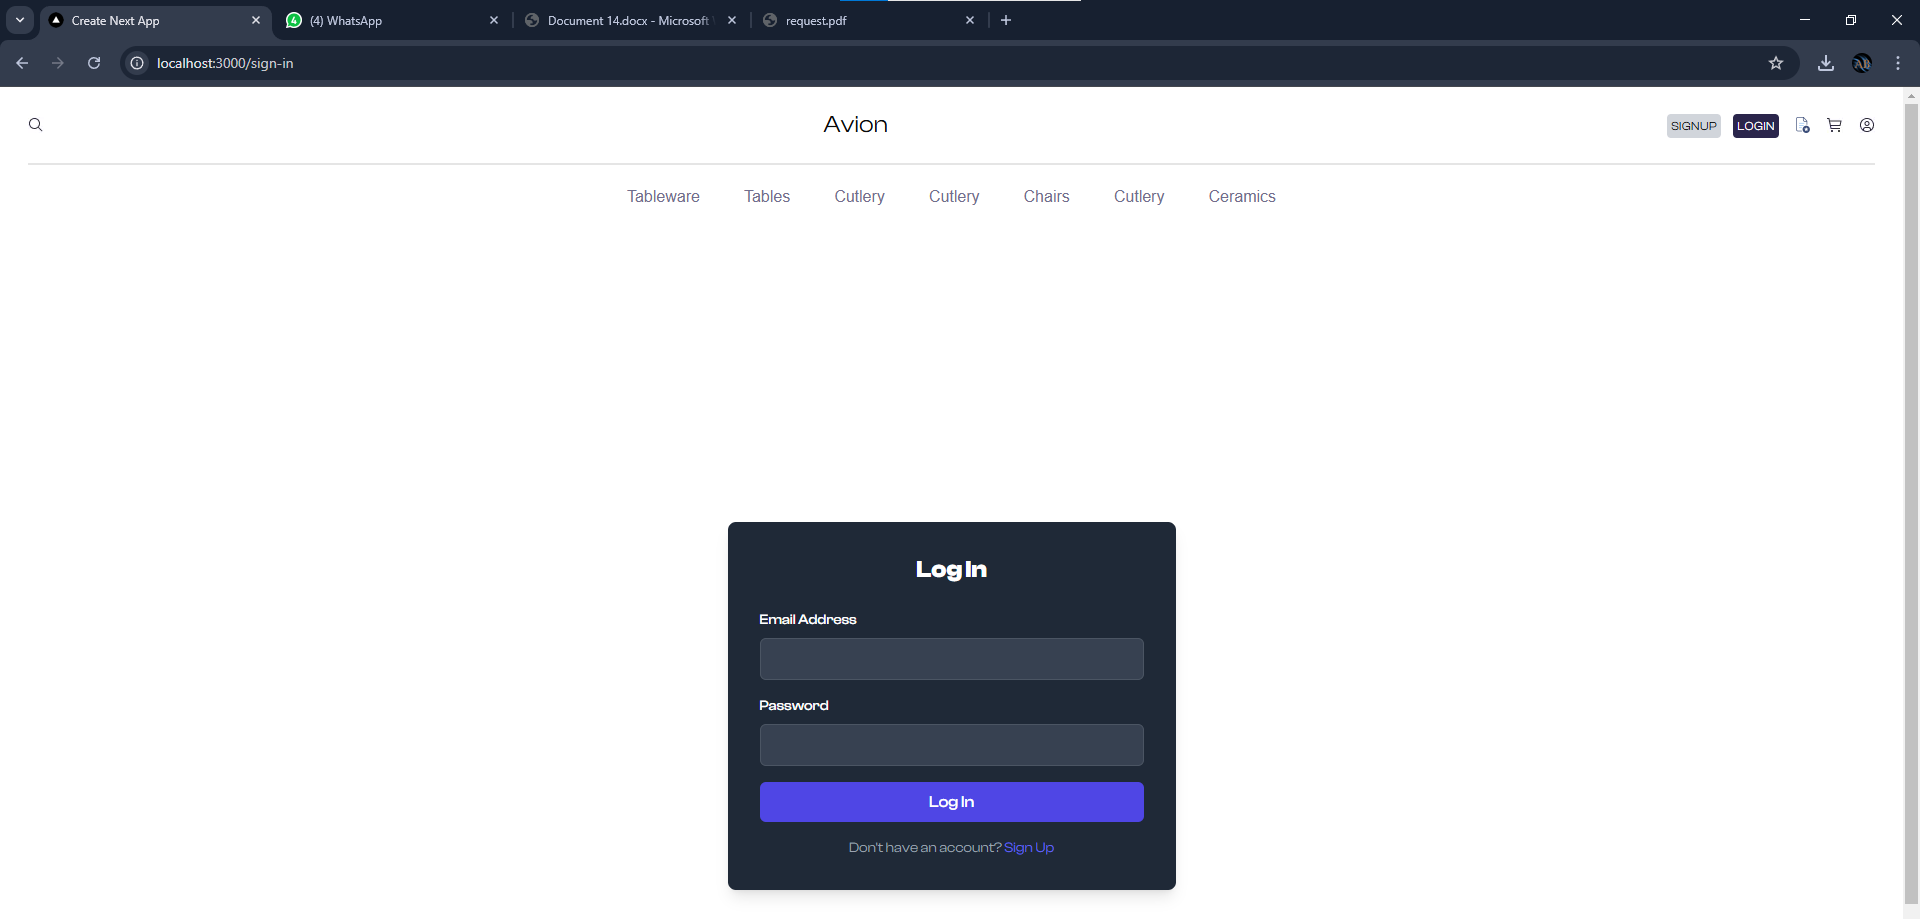 Create Next App
4
(4) WhatsApp
Document 14.docx - Microsoft
request.pdf
localhost:3000/sign-in
Avion
SIGNUP
LOGIN
Tableware
Tables
Cutlery
Cutlery
Chairs
Cutlery
Ceramics
Log In
Email Address
Password
Log In
Don't have an account? Sign Up